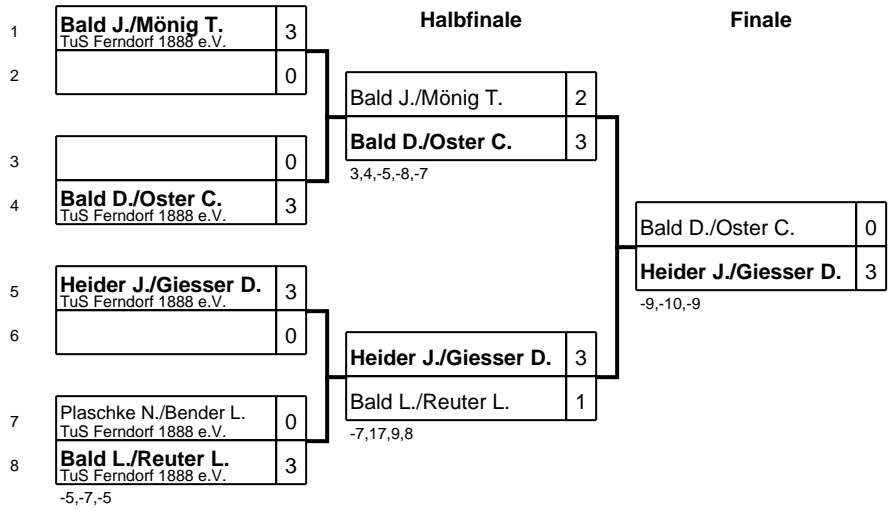 Halbfinale
Finale
1 Bald J./Mönig T. 3
TuS Ferndorf 1888 e.V.
2 0
3 0
4 Bald D./Oster C. 3
TuS Ferndorf 1888 e.V.
5 Heider J./Giesser D. 3
TuS Ferndorf 1888 e.V.
6 0
7 Plaschke N./Bender L. 0
TuS Ferndorf 1888 e.V.
8 Bald L./Reuter L. 3
TuS Ferndorf 1888 e.V.
-5,-7,-5
Bald J./Mönig T. 2
Bald D./Oster C. 3
3,4,-5,-8,-7
Heider J./Giesser D. 3
Bald L./Reuter L. 1
-7,17,9,8
Bald D./Oster C. 0
Heider J./Giesser D. 3
-9,-10,-9